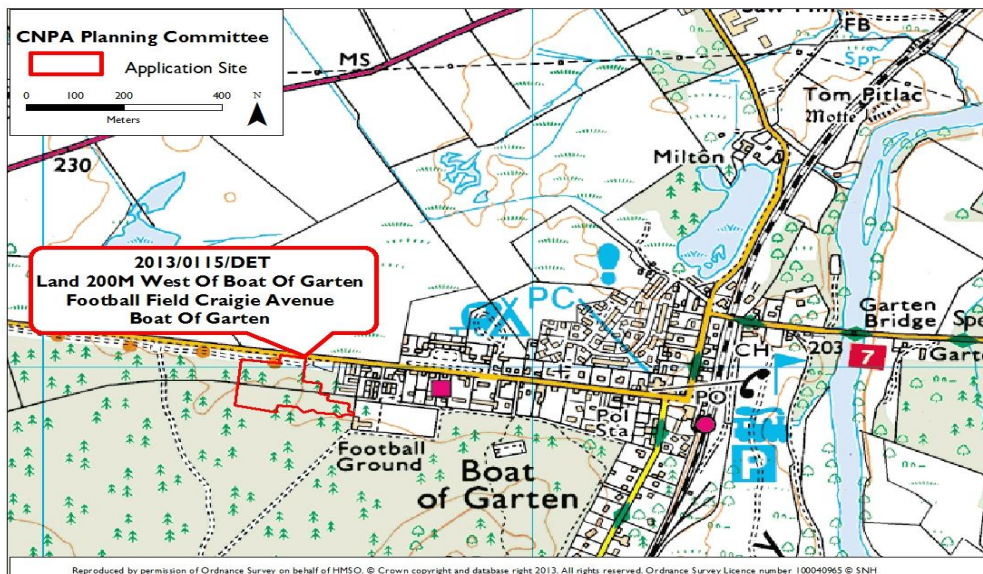 CNPA Planning Committee
Application Site
0 100 200 400
Meters
N
MS
FB
Spr
Tom Pitlac
Motte
Milton
230
2013/0115/DET
Land 200M West Of Boat Of Garten
Football Field Craigie Avenue
Boat Of Garten
PC
Garten
Bridge
Spe
CH
203
7
Garte
PO
Pol
Sta
P
Football
Ground
Boat
of Garten
Reproduced by permission of Ordnance Survey on behalf of HMSO. © Crown copyright and database right 2013. All rights reserved. Ordnance Survey Licence number 100040965 © SNH